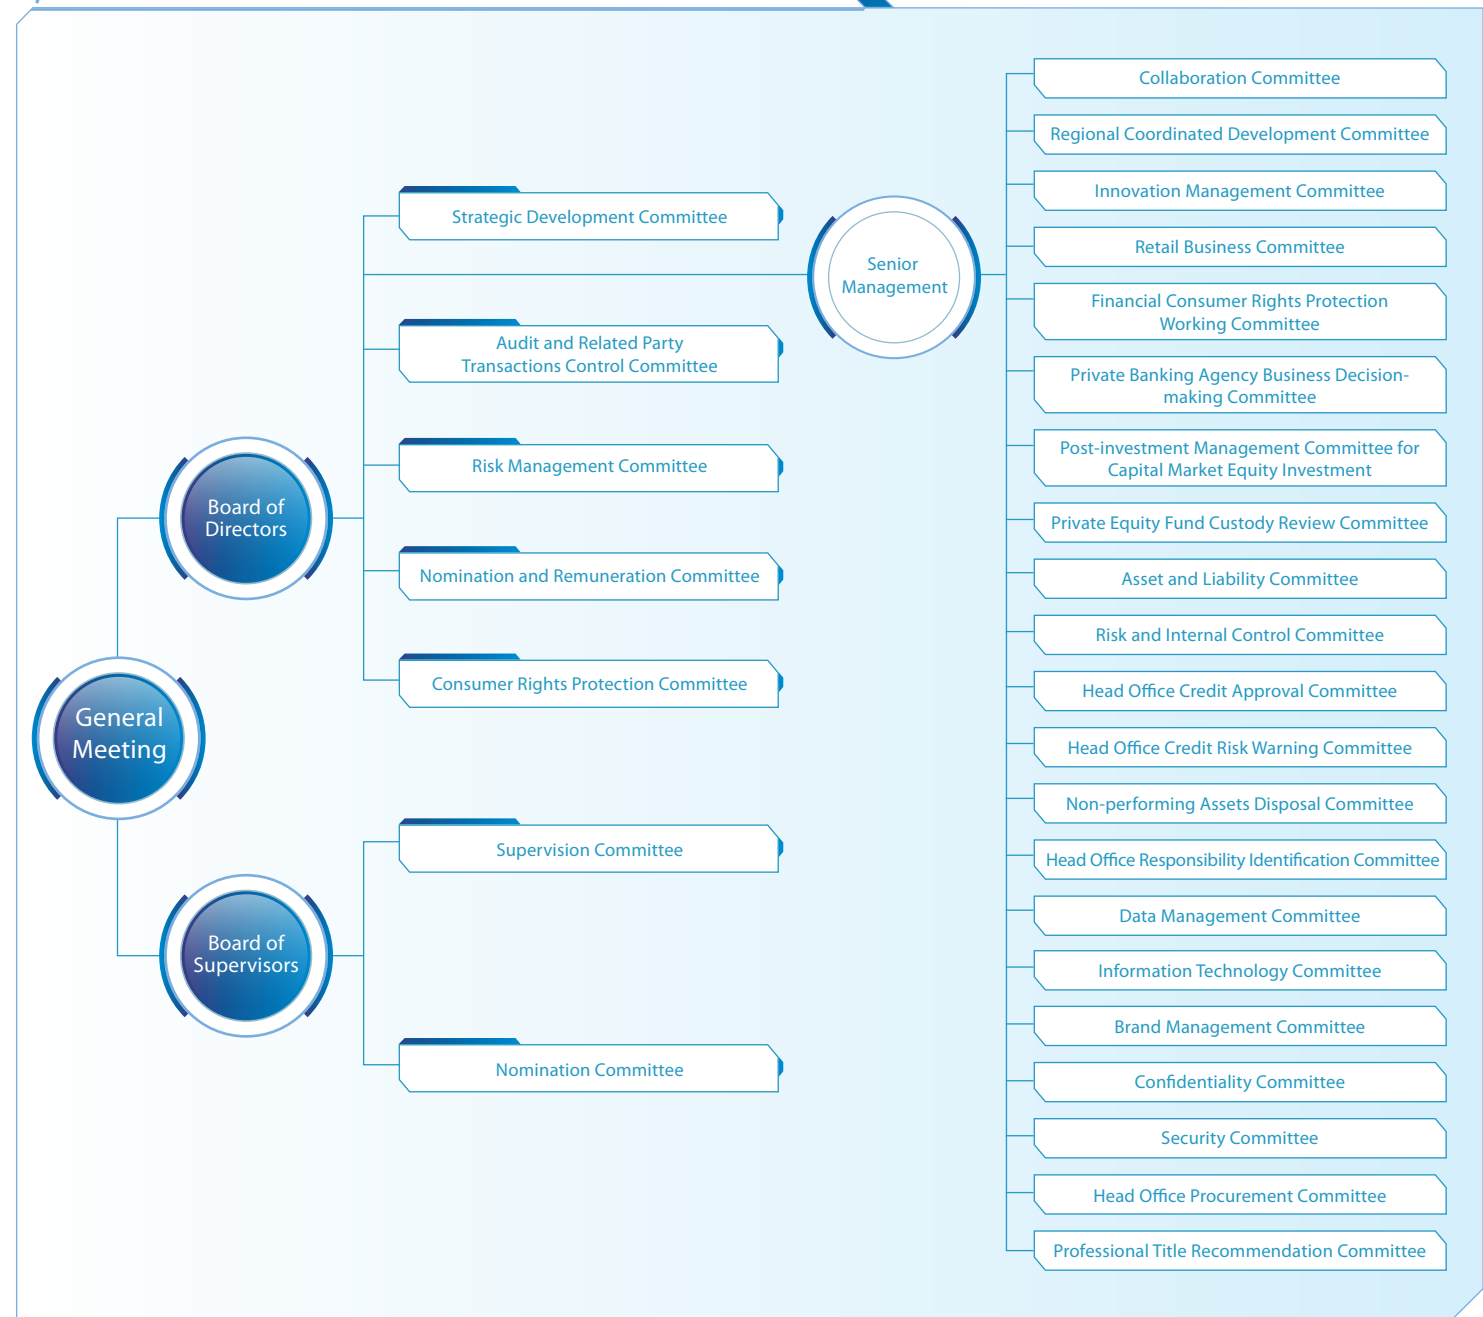 General
Meeting
Board of
Directors
Board of
Supervisors
Strategic Development Committee
Audit and Related Party
Transactions Control Committee
Risk Management Committee
Nomination and Remuneration Committee
Consumer Rights Protection Committee
Supervision Committee
Nomination Committee
Senior
Management
Collaboration Committee
Regional Coordinated Development Committee
Innovation Management Committee
Retail Business Committee
Financial Consumer Rights Protection
Working Committee
Private Banking Agency Business Decision-
making Committee
Post-investment Management Committee for
Capital Market Equity Investment
Private Equity Fund Custody Review Committee
Asset and Liability Committee
Risk and Internal Control Committee
Head Office Credit Approval Committee
Head Office Credit Risk Warning Committee
Non-performing Assets Disposal Committee
Head Office Responsibility Identification Committee
Data Management Committee
Information Technology Committee
Brand Management Committee
Confidentiality Committee
Security Committee
Head Office Procurement Committee
Professional Title Recommendation Committee